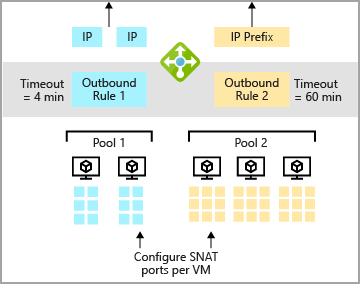 IP
IP
IP Prefix
Timeout
= 4 min
Outbound
Rule 1
Outbound
Rule 2
Timeout
= 60 min
Pool 1
Pool 2
Configure SNAT
ports per VM